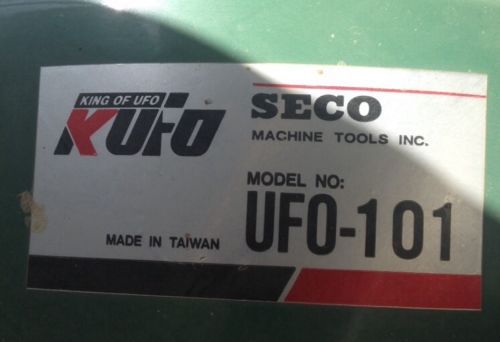 KING OF UFO
KUFO
SECO
MACHINE TOOLS INC.
MODEL NO:
MADE IN TAIWAN
UFO-101